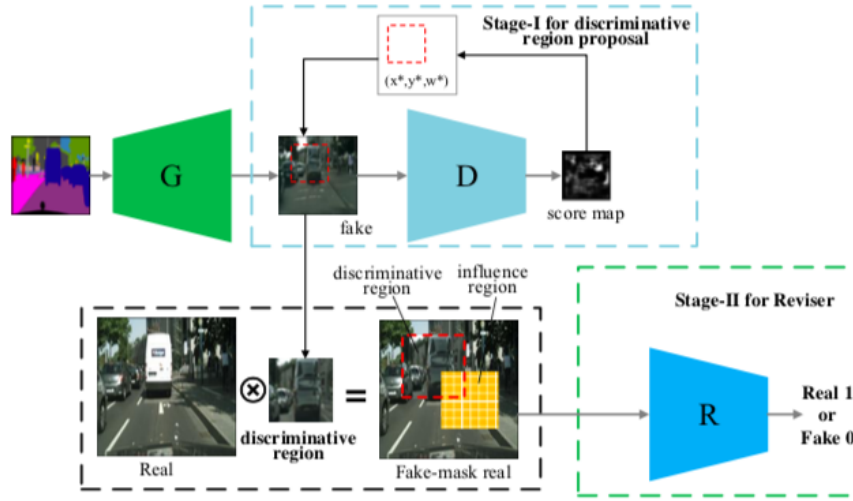 Stage-I for discriminative
region proposal
(x*,y*,w*)
G
D
fake
score map
discriminative
region
influence
region
Stage-II for Reviser
⊗
=
discriminative
region
R
Real 1
or
Fake 0
Real
Fake-mask real